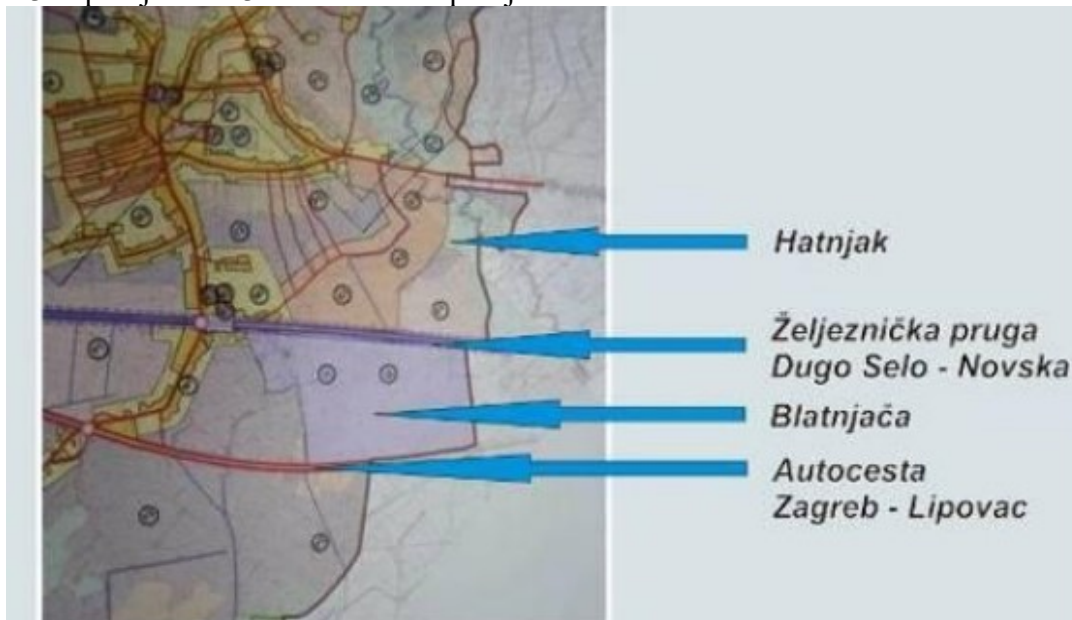 Hatnjak
Željeznička pruga
Dugo Selo - Novska
Blatnjača
Autocesta
Zagreb - Lipovac